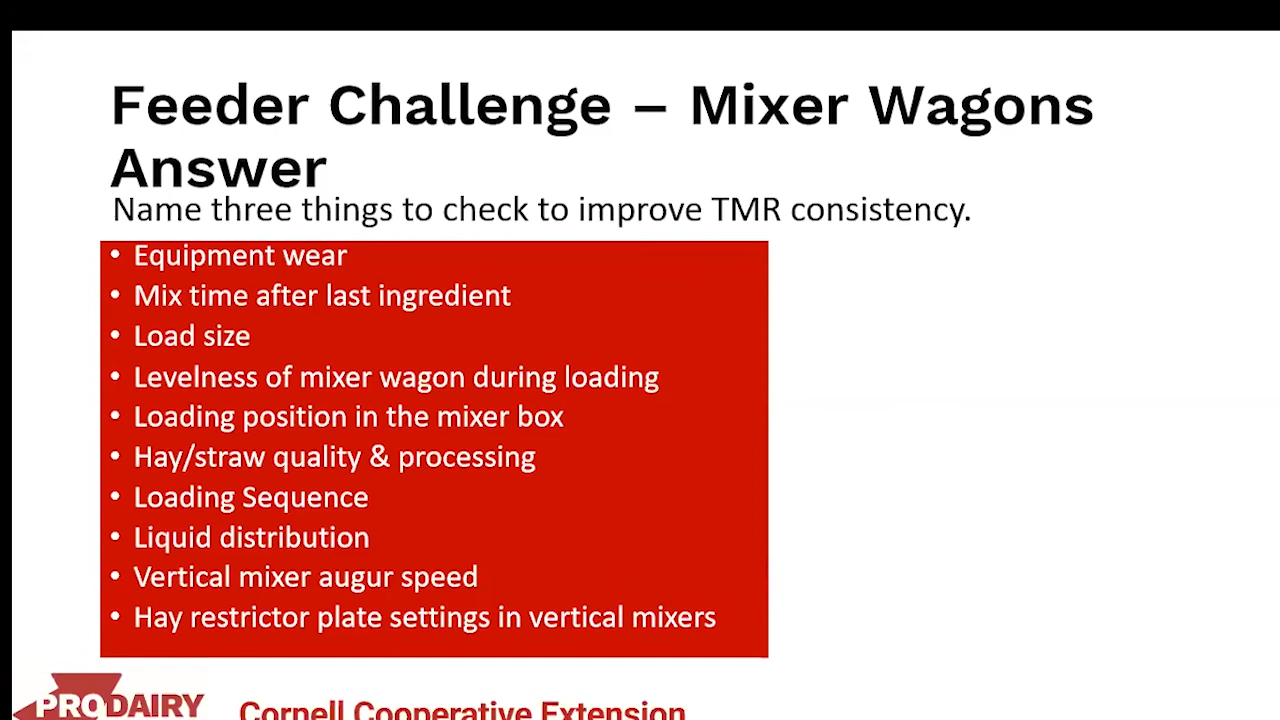 Feeder Challenge – Mixer Wagons
Answer
Name three things to check to improve TMR consistency.
• Equipment wear
• Mix time after last ingredient
• Load size
• Levelness of mixer wagon during loading
• Loading position in the mixer box
• Hay/straw quality & processing
• Loading Sequence
• Liquid distribution
• Vertical mixer augur speed
• Hay restrictor plate settings in vertical mixers
PRODAIRY
Cornell Cooperative Extension